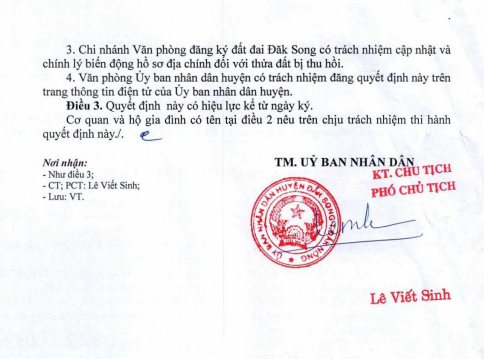 3. Chi nhánh Văn phòng đăng ký đất đai Đăk Song có trách nhiệm cập nhật và
chỉnh lý biến động hồ sơ địa chính đối với thửa đất bị thu hồi.
4. Văn phòng Ủy ban nhân dân huyện có trách nhiệm đăng quyết định này trên
trang thông tin điện tử của Ủy ban nhân dân huyện.
Điều 3. Quyết định này có hiệu lực kể từ ngày ký.
Cơ quan và hộ gia đình có tên tại điều 2 nêu trên chịu trách nhiệm thi hành
quyết định này./.
Nơi nhận:
- Như điều 3;
- CT; PCT: Lê Viết Sinh;
- Lưu: VT.
TM. UỶ BAN NHÂN DÂN
KT. CHỦ TỊCH
PHÓ CHỦ TỊCH
ỦY BAN NHÂN DÂN HUYỆN ĐĂK SONG
Lê Viết Sinh